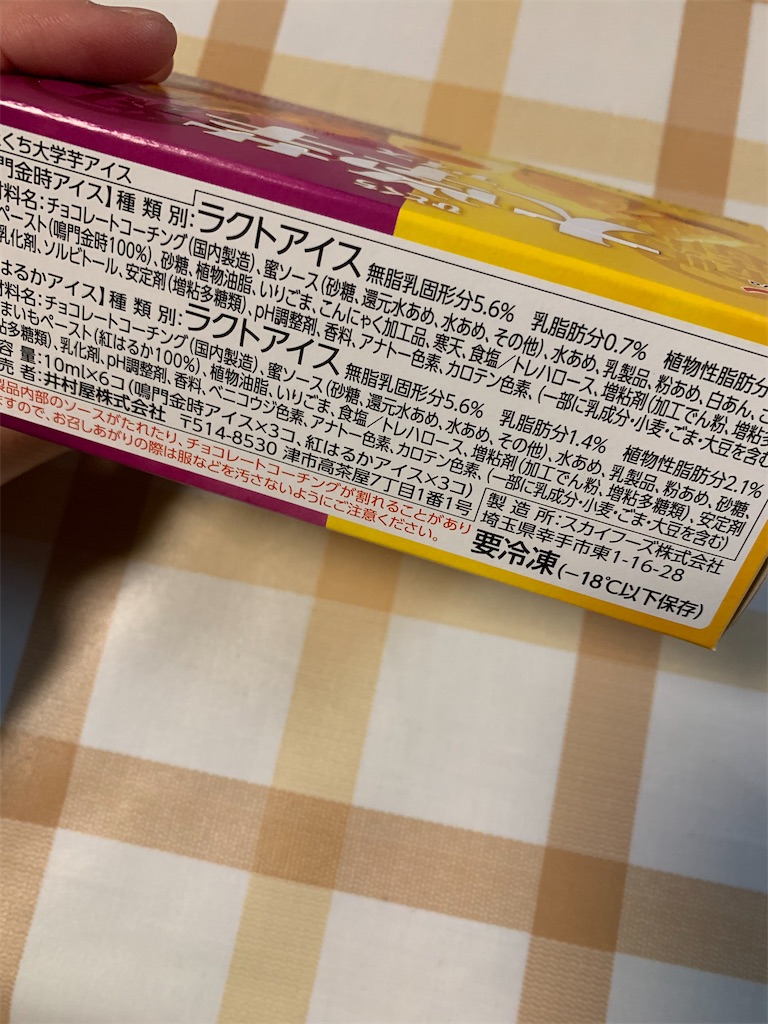 くち大学芋アイス
門金時アイス】種類別:ラクトアイス 無脂乳固形分5.6% 乳脂肪分0.7% 植物性脂肪分
材料名:チョコレートコーチング(国内製造)、蜜ソース(砂糖、還元水あめ、水あめ、その他)、水あめ、乳製品、粉あめ、白あん、こ
ペースト(鳴門金時100%)、砂糖、植物油脂、いりごま、こんにゃく加工品、寒天、食塩/トレハロース、増粘剤(加工でん粉、増粘多
乳化剤、ソルビトール、安定剤(増粘多糖類)、pH調整剤、香料、アナトー色素、カロテン色素、(一部に乳成分・小麦・ごま・大豆を含む
はるかアイス】種類別:ラクトアイス 無脂乳固形分5.6% 乳脂肪分1.4% 植物性脂肪分2.1%
材料名:チョコレートコーチング(国内製造)、蜜ソース(砂糖、還元水あめ、水あめ、その他)、水あめ、乳製品、粉あめ、砂糖、
まいもペースト(紅はるか100%)、植物油脂、いりごま、食塩/トレハロース、増粘剤(加工でん粉、増粘多糖類)、安定剤
粘多糖類)、乳化剤、pH調整剤、香料、ベニコウジ色素、アナトー色素、カロテン色素、(一部に乳成分・小麦・ごま・大豆を含む)
容量:10ml×6コ(鳴門金時アイス×3コ、紅はるかアイス×3コ)
売者:井村屋株式会社 〒514-8530 津市高茶屋7丁目1番1号
製造所:スカイフーズ株式会社
埼玉県幸手市東1-16-28
製品内部のソースがたれたり、チョコレートコーチングが割れることがあり
ますので、お召しあがりの際は服などを汚さないようにご注意ください。
要冷凍(−18℃以下保存)